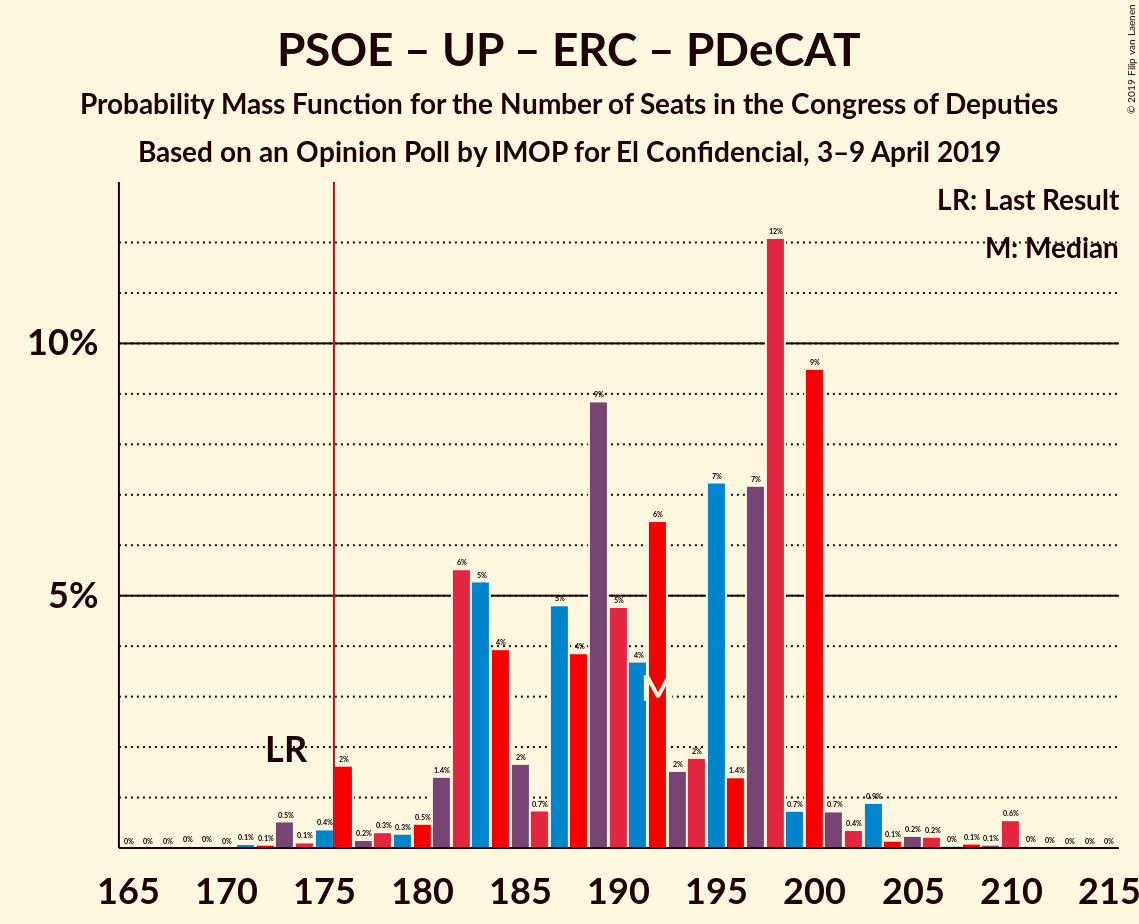 PSOE – UP – ERC – PDeCAT
Probability Mass Function for the Number of Seats in the Congress of Deputies
Based on an Opinion Poll by IMOP for El Confidencial, 3–9 April 2019
© 2019 Filip van Laenen
LR: Last Result
M: Median
10%
5%
LR
M
0% 0% 0% 0% 0% 0% 0.1% 0.1% 0.5% 0.1% 0.4% 2% 0.2% 0.3% 0.3% 0.5% 1.4% 6% 5% 4% 2% 0.7% 5% 4% 9% 5% 4% 6% 2% 2% 7% 1.4% 7% 12% 0.7% 9% 0.7% 0.4% 0.9% 0.1% 0.2% 0.2% 0% 0.1% 0.1% 0.6% 0% 0% 0% 0% 0%
165 170 175 180 185 190 195 200 205 210 215